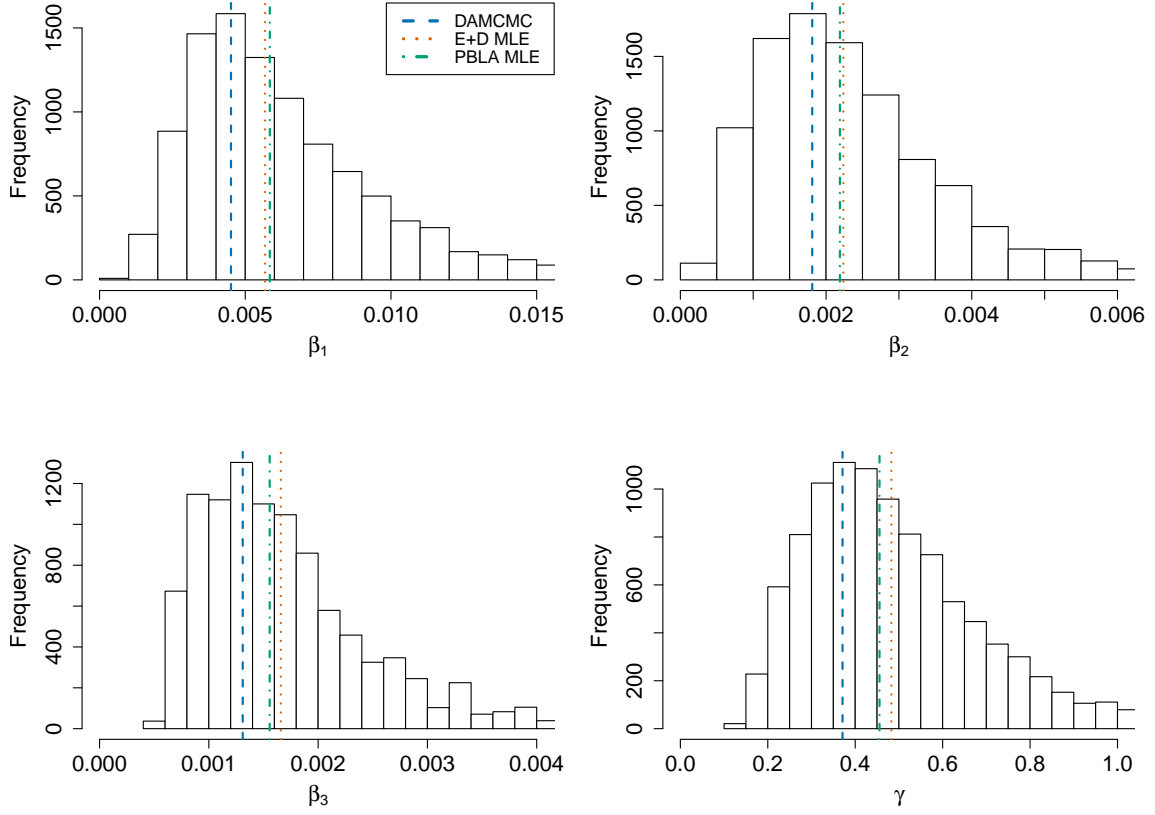 DAMCMC
E+D MLE
PBLA MLE
Frequency
0 500 1000 1500
0.000 0.005 0.010 0.015
β1
Frequency
0 500 1000 1500
0.000 0.002 0.004 0.006
β2
Frequency
0 400 800 1200
0.000 0.001 0.002 0.003 0.004
β3
Frequency
0 200 600 1000
0.0 0.2 0.4 0.6 0.8 1.0
γ